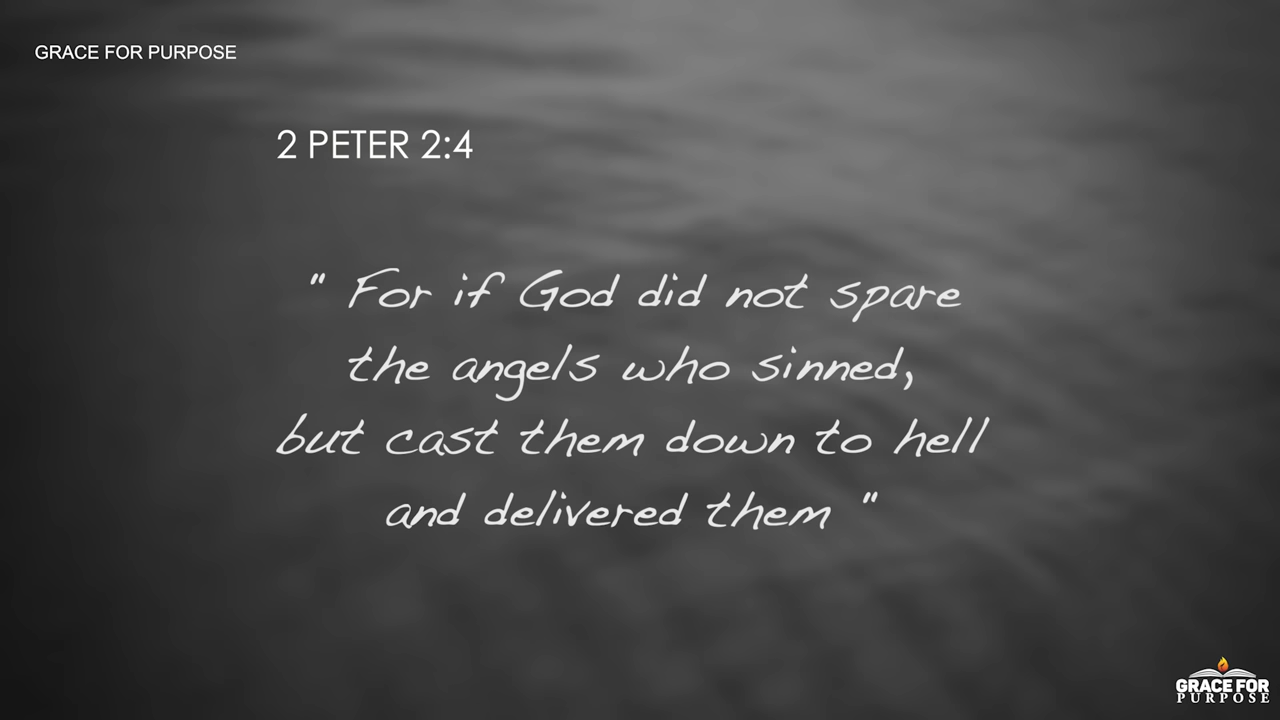 GRACE FOR PURPOSE
2 PETER 2:4
" For if God did not spare
the angels who sinned,
but cast them down to hell
and delivered them "
GRACE FOR
PURPOSE